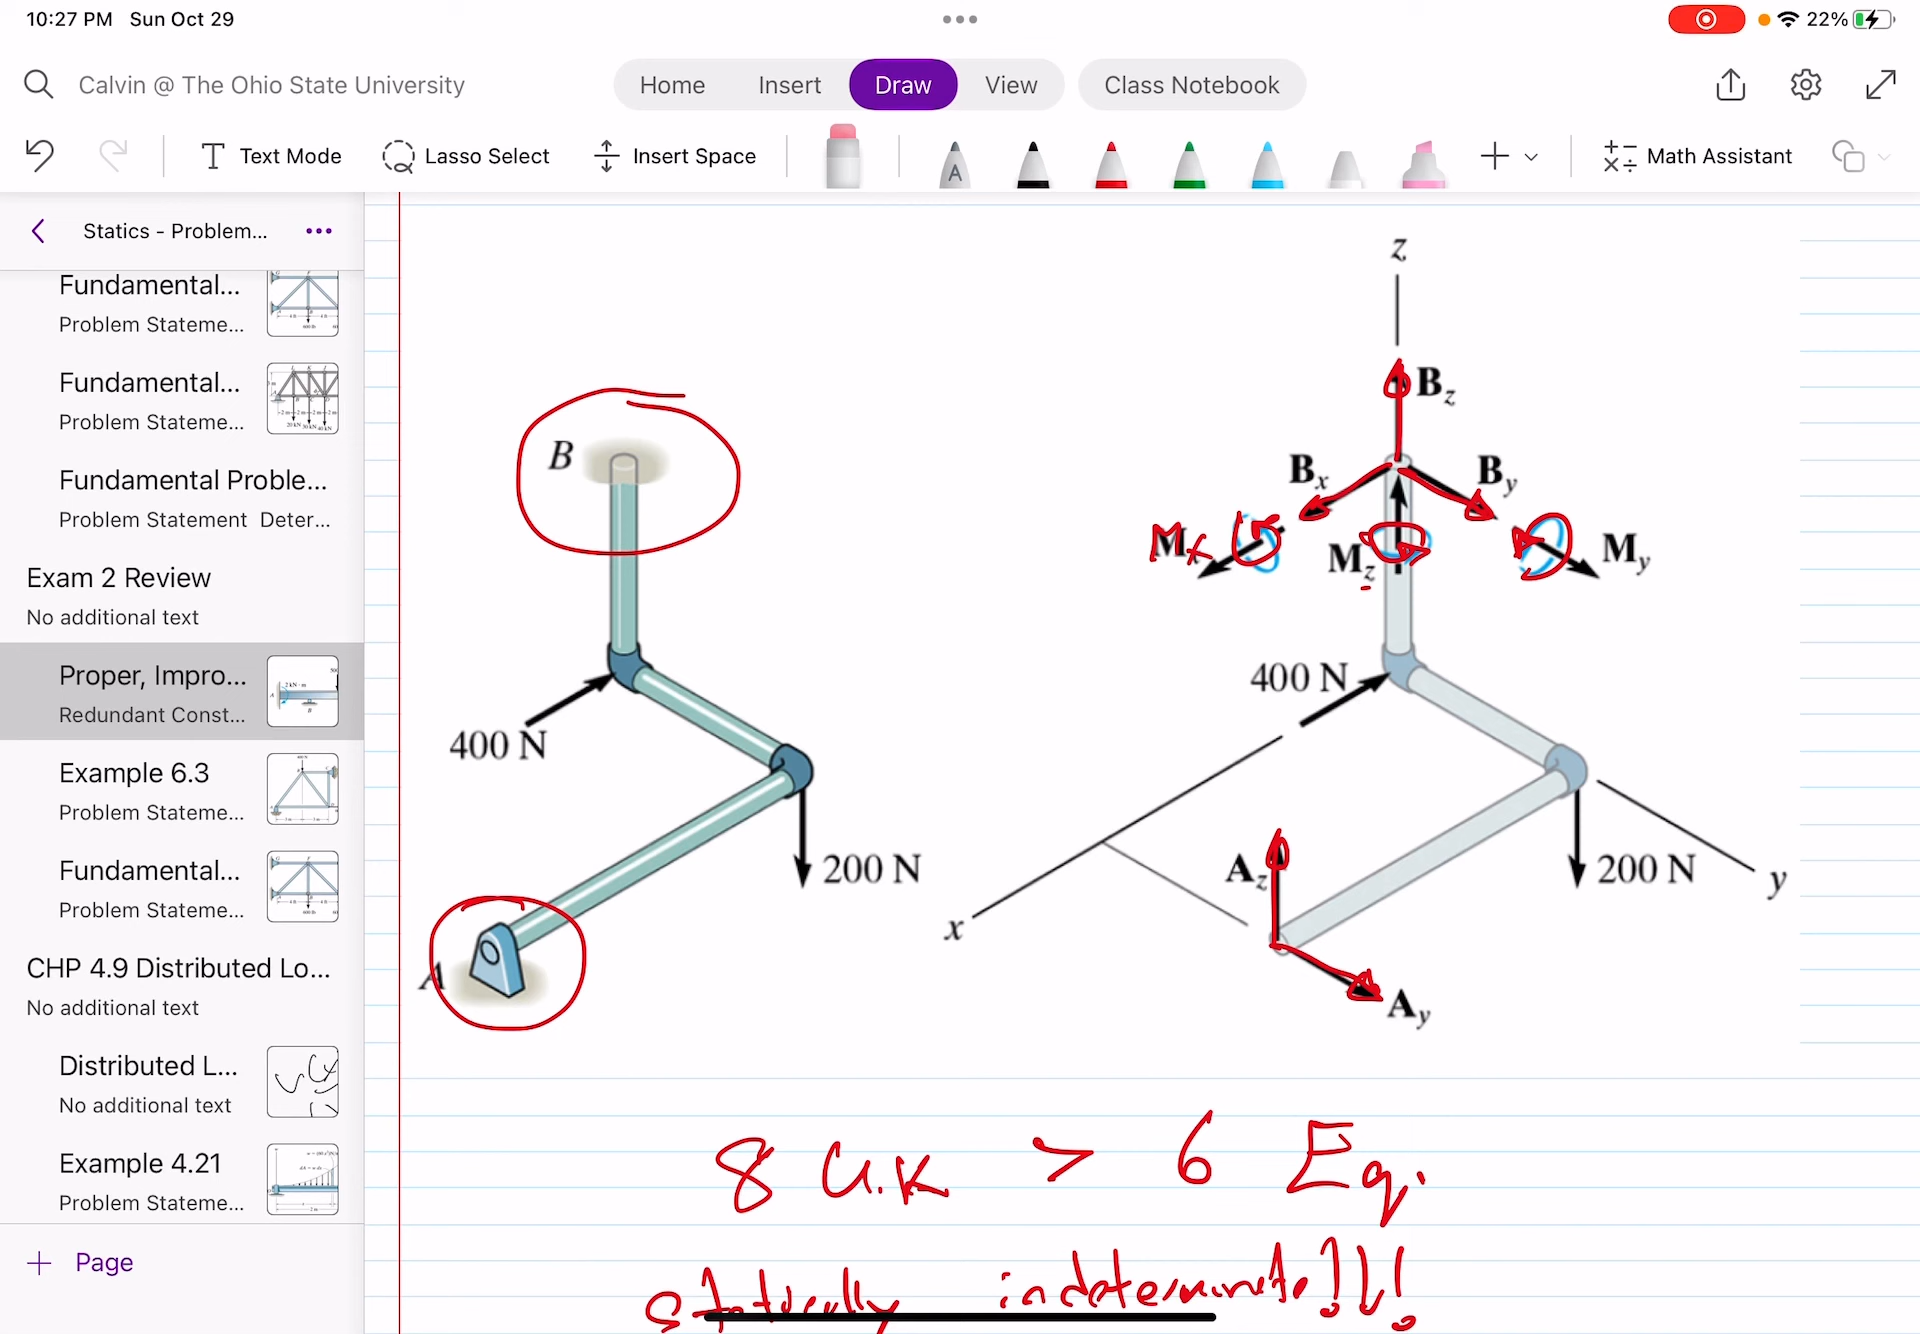 10:27 PM Sun Oct 29
22%
Calvin @ The Ohio State University
Home Insert Draw View Class Notebook
Text Mode Lasso Select Insert Space Math Assistant
Statics - Problem...
Fundamental...
Problem Stateme...
Fundamental...
Problem Stateme...
Fundamental Proble...
Problem Statement Deter...
Exam 2 Review
No additional text
Proper, Impro...
Redundant Const...
Example 6.3
Problem Stateme...
Fundamental...
Problem Stateme...
CHP 4.9 Distributed Lo...
No additional text
Distributed L...
No additional text
Example 4.21
Problem Stateme...
+ Page
B
400 N
200 N
A
z
Bz
Bx
By
Mx
Mz
My
400 N
200 N
Az
Ay
x
y
8 U.K > 6 Eq.
statically indeterminate!!!